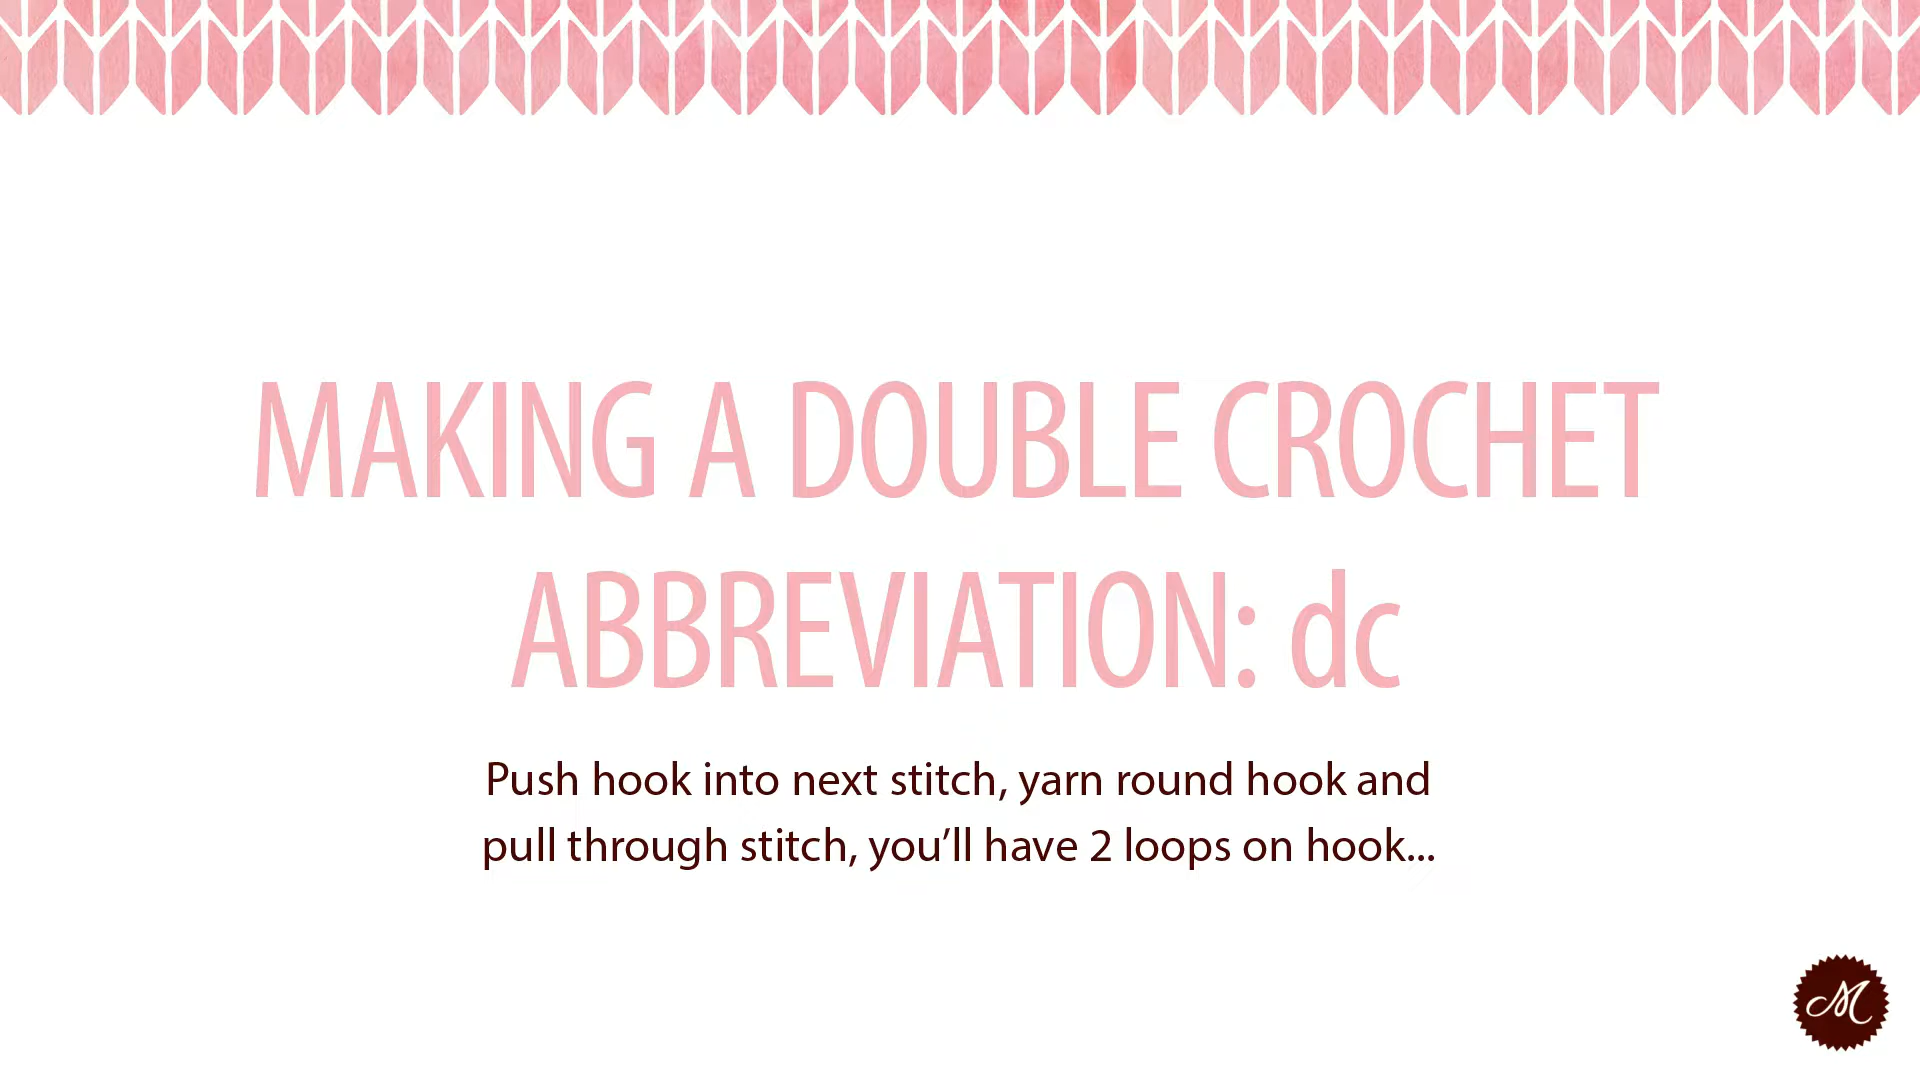 MAKING A DOUBLE CROCHET
ABBREVIATION: dc
Push hook into next stitch, yarn round hook and
pull through stitch, you’ll have 2 loops on hook...
M